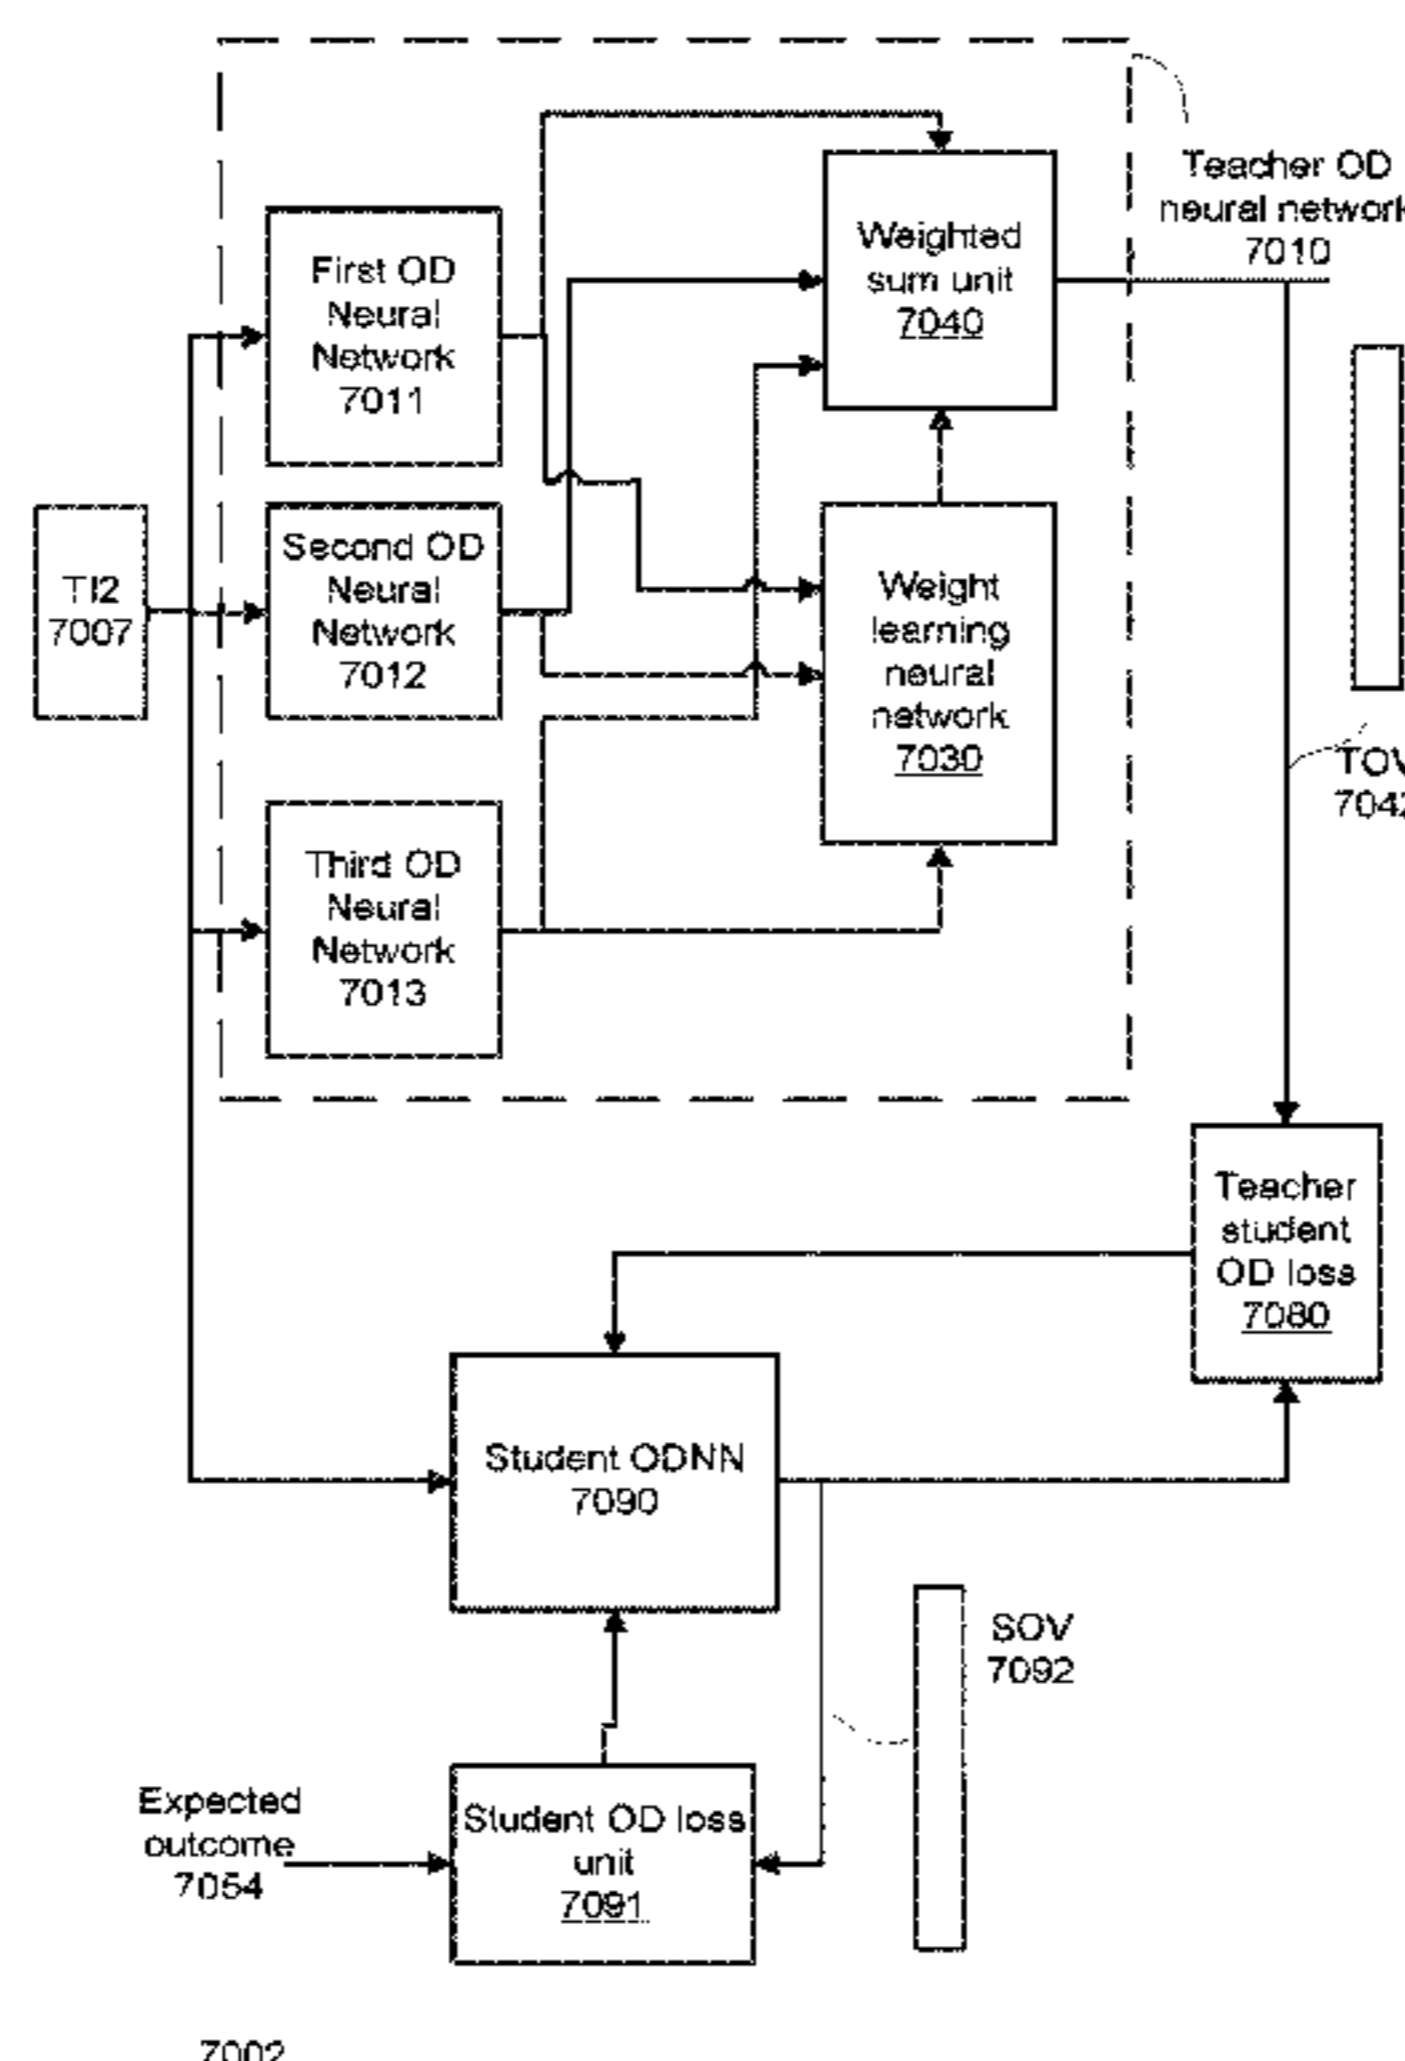 Teacher OD
neural network
7010
Weighted
sum unit
7040
First OD
Neural
Network
7011
TI2
7007
Second OD
Neural
Network
7012
Weight
learning
neural
network
7030
TOV
Third OD
Neural
Network
7013
Teacher
student
OD loss
7080
Student ODNN
7090
SOV
7092
Expected
outcome
7054
Student OD loss
unit
7091
7002